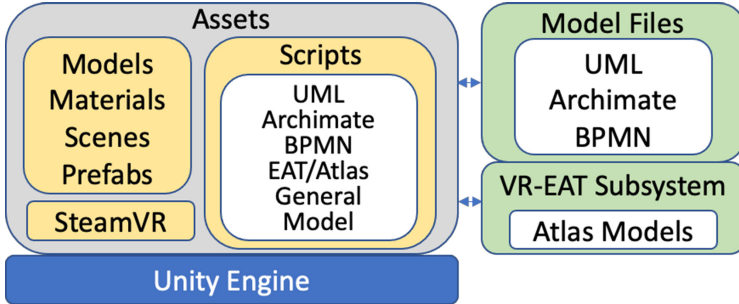 Assets
Models
Materials
Scenes
Prefabs
SteamVR
Scripts
UML
Archimate
BPMN
EAT/Atlas
General
Model
Unity Engine
Model Files
UML
Archimate
BPMN
VR-EAT Subsystem
Atlas Models